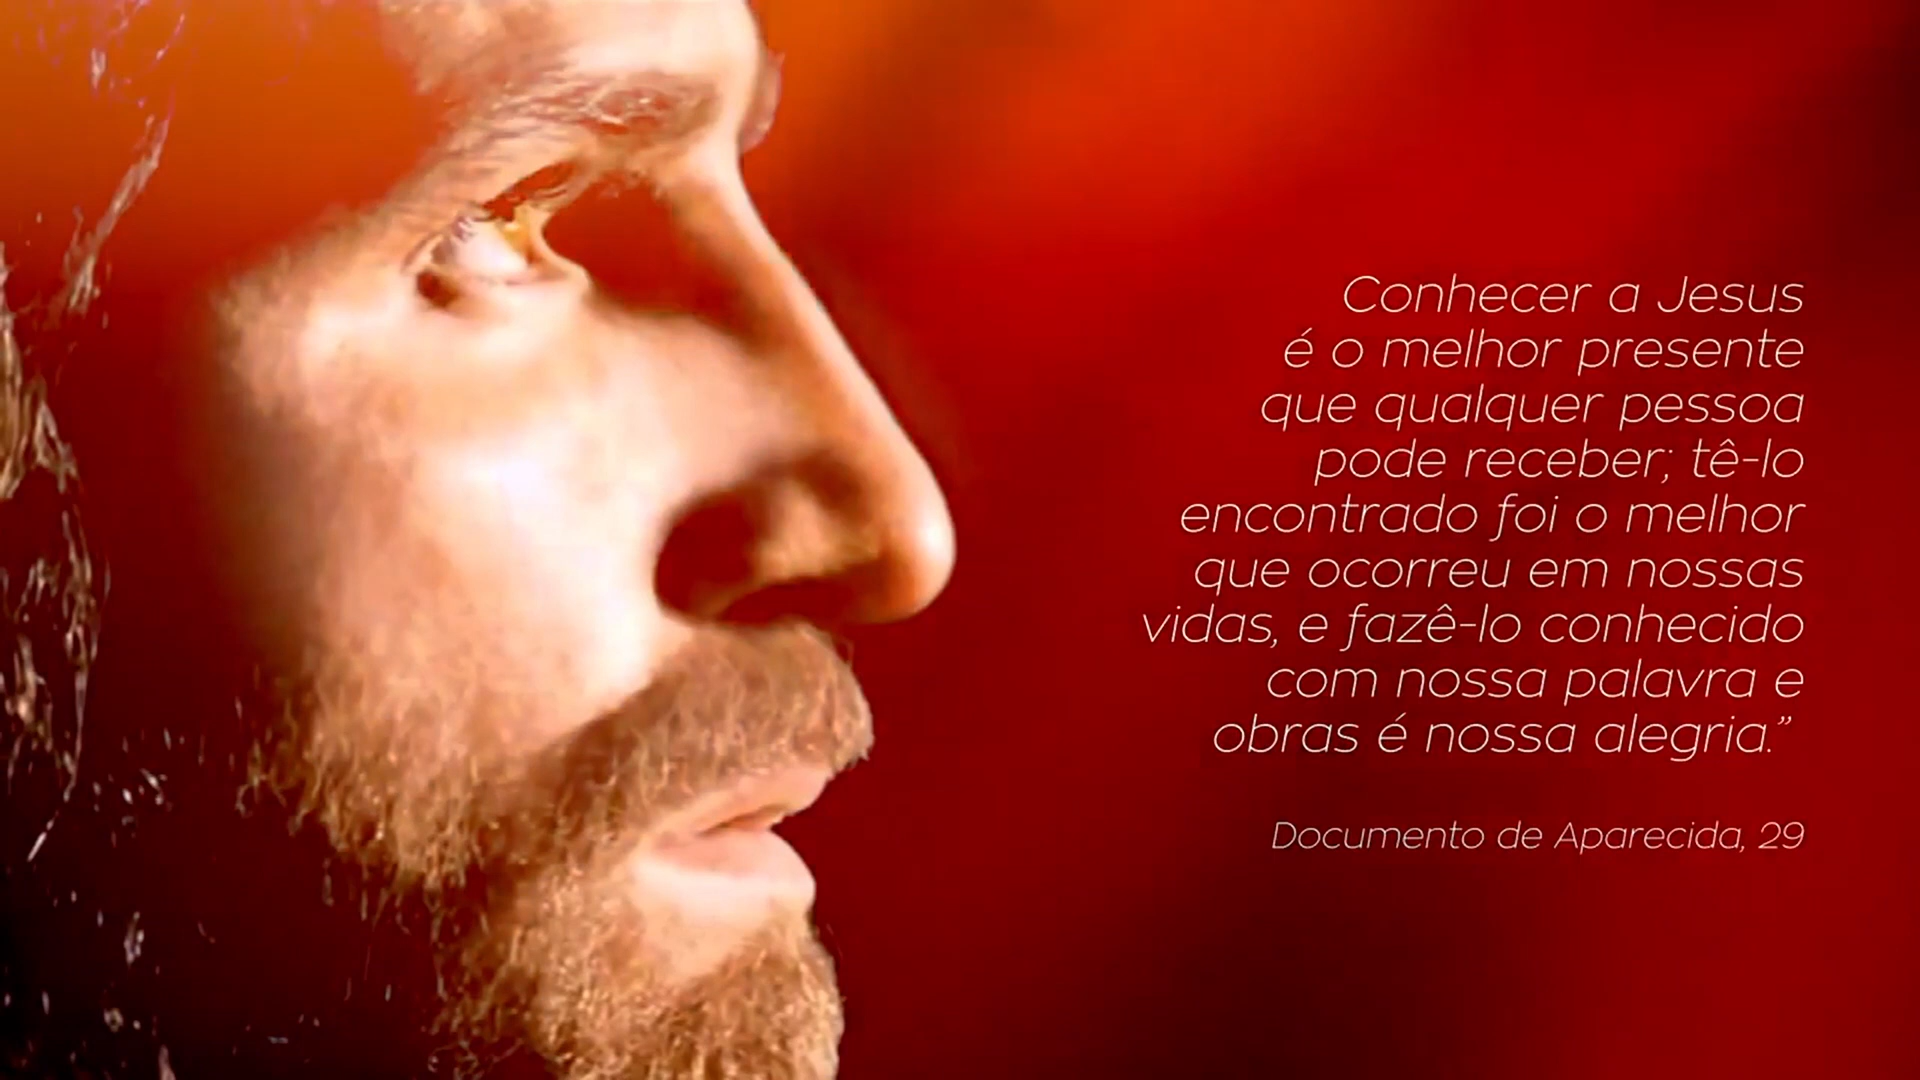 Conhecer a Jesus
é o melhor presente
que qualquer pessoa
pode receber; tê-lo
encontrado foi o melhor
que ocorreu em nossas
vidas, e fazê-lo conhecido
com nossa palavra e
obras é nossa alegria.”
Documento de Aparecida, 29